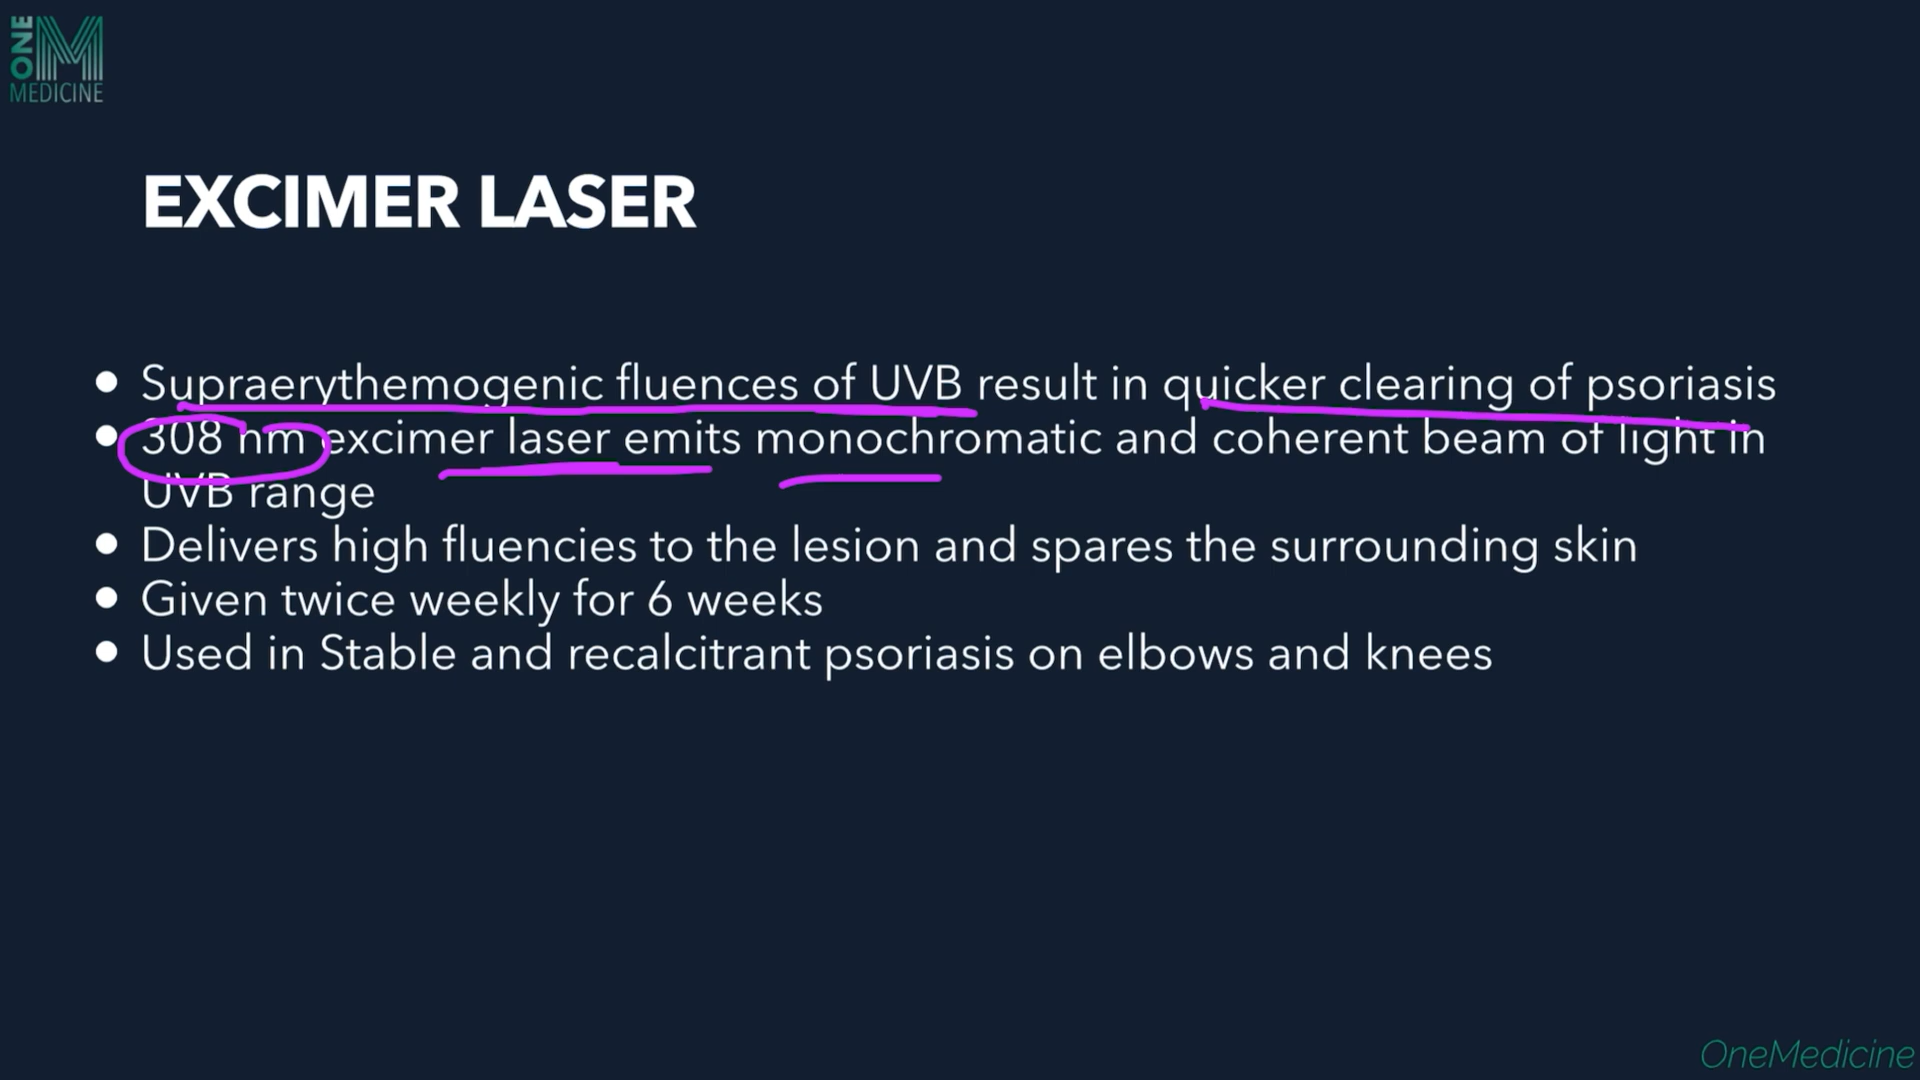 ONE
M
MEDICINE
EXCIMER LASER
• Supraerythemogenic fluences of UVB result in quicker clearing of psoriasis
• 308 nm excimer laser emits monochromatic and coherent beam of light in
UVB range
• Delivers high fluencies to the lesion and spares the surrounding skin
• Given twice weekly for 6 weeks
• Used in Stable and recalcitrant psoriasis on elbows and knees
OneMedicine